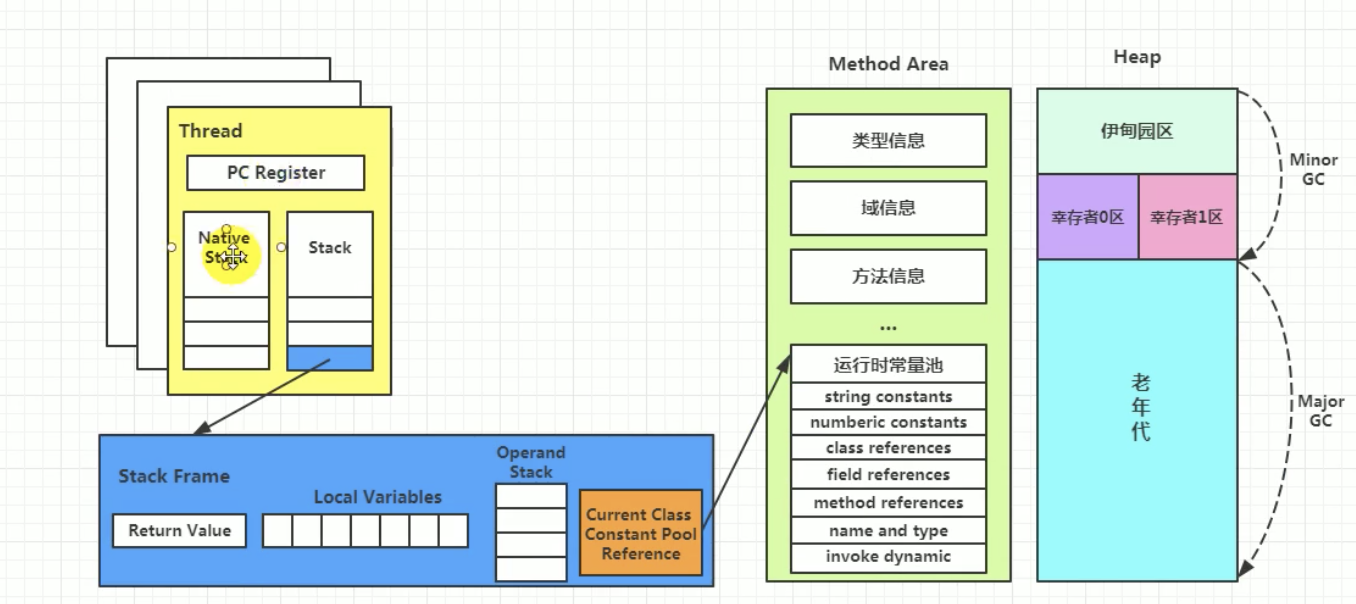 Thread
PC Register
Native
Stack
Stack
Stack Frame
Return Value
Local Variables
Operand
Stack
Current Class
Constant Pool
Reference
Method Area
类型信息
域信息
方法信息
...
运行时常量池
string constants
numberic constants
class references
field references
method references
name and type
invoke dynamic
Heap
伊甸园区
幸存者0区
幸存者1区
老
年
代
Minor
GC
Major
GC